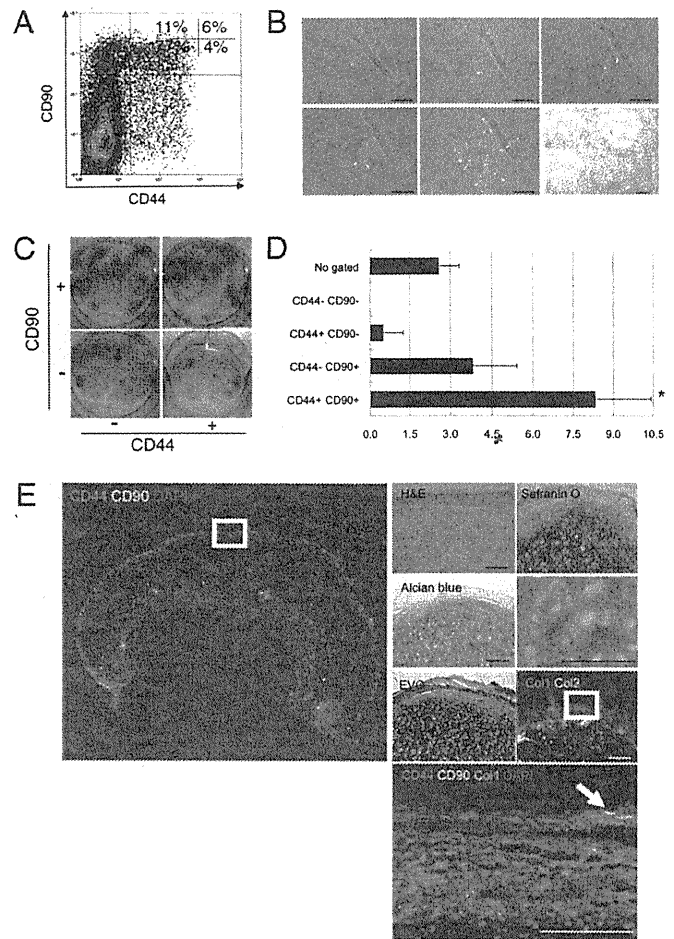 A
11% 6%
4%
CD90
CD44
B
C
CD90
+
-
- +
CD44
D
No gated
CD44- CD90-
CD44+ CD90-
CD44- CD90+
CD44+ CD90+
*
0.0 1.5 3.0 4.5 6.0 7.5 9.0 10.5
%
E
CD44 CD90 DAPI
H&E
Safranin O
Alcian blue
EVG
Col1 Col2
CD44 CD90 Col1 DAPI